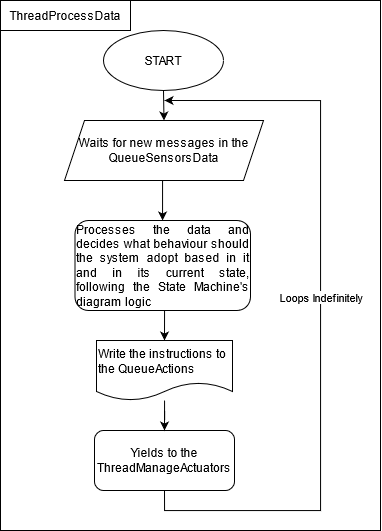 ThreadProcessData
START
Waits for new messages in the
QueueSensorsData
Processes the data and
decides what behaviour should
the system adopt based in it
and in its current state,
following the State Machine's
diagram logic
Loops Indefinitely
Write the instructions to
the QueueActions
Yields to the
ThreadManageActuators